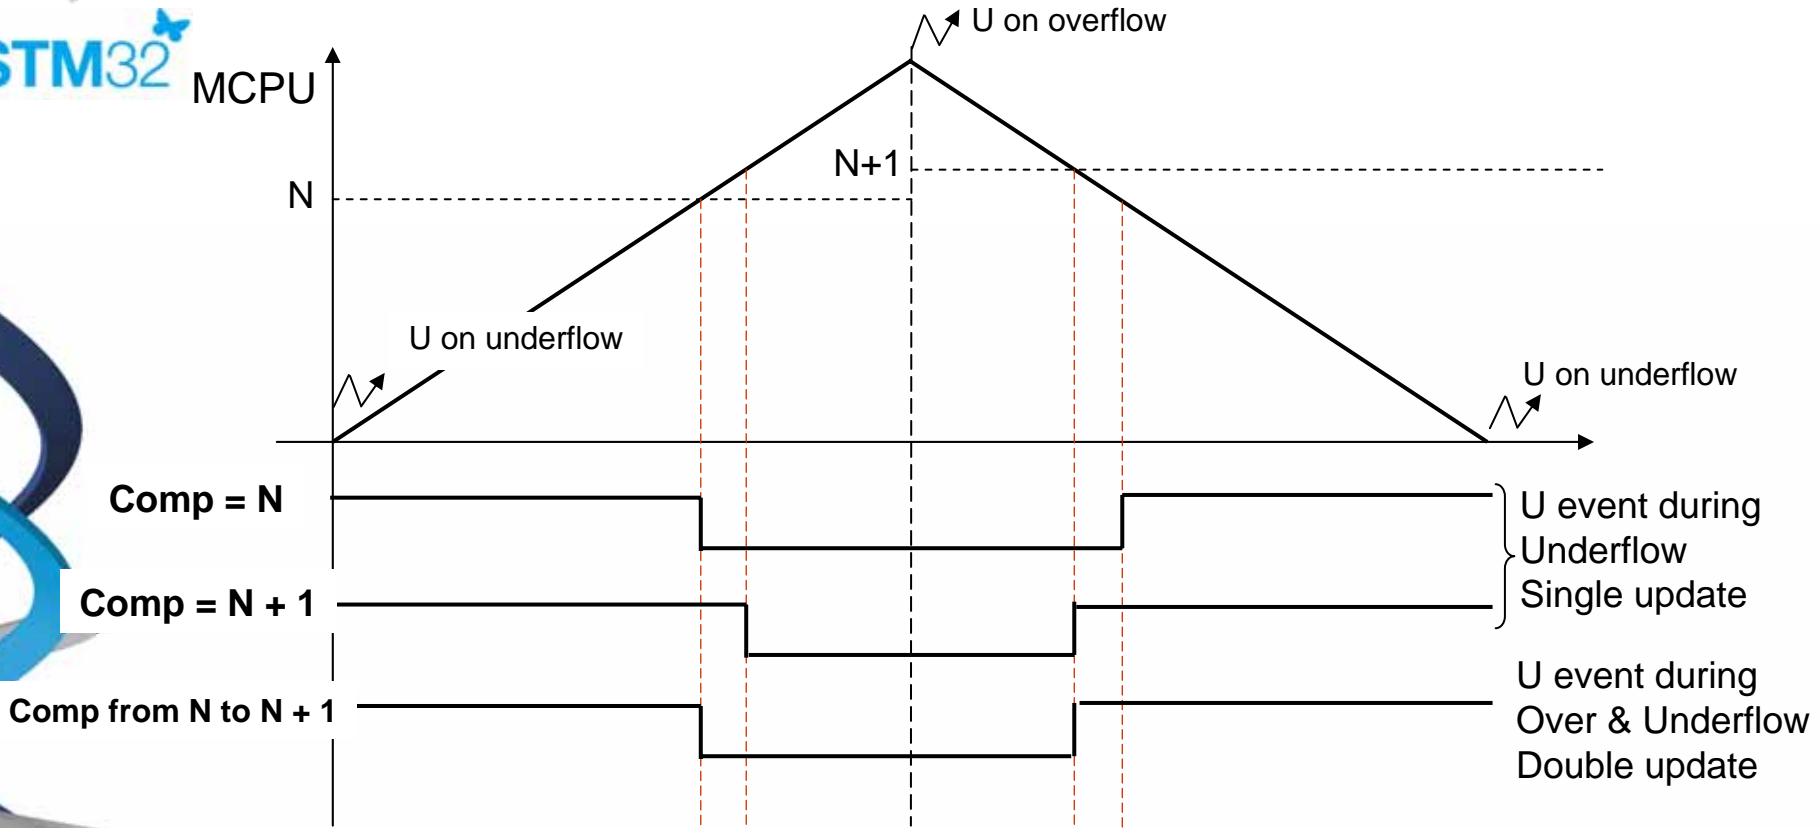 U on overflow
STM32
MCPU
N+1
N
U on underflow
U on underflow
Comp = N
U event during
Underflow
Single update
Comp = N + 1
U event during
Over & Underflow
Double update
Comp from N to N + 1